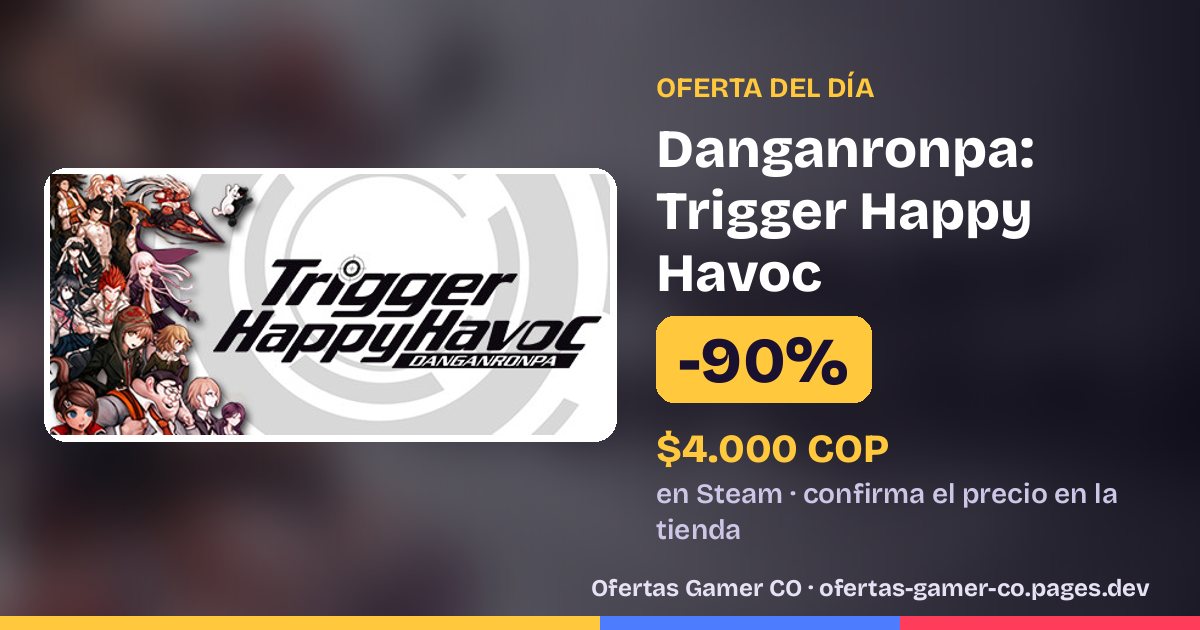 Trigger
HappyHavoc
DANGANRONPA
OFERTA DEL DÍA
Danganronpa:
Trigger Happy
Havoc
-90%
$4.000 COP
en Steam · confirma el precio en la
tienda
Ofertas Gamer CO · ofertas-gamer-co.pages.dev